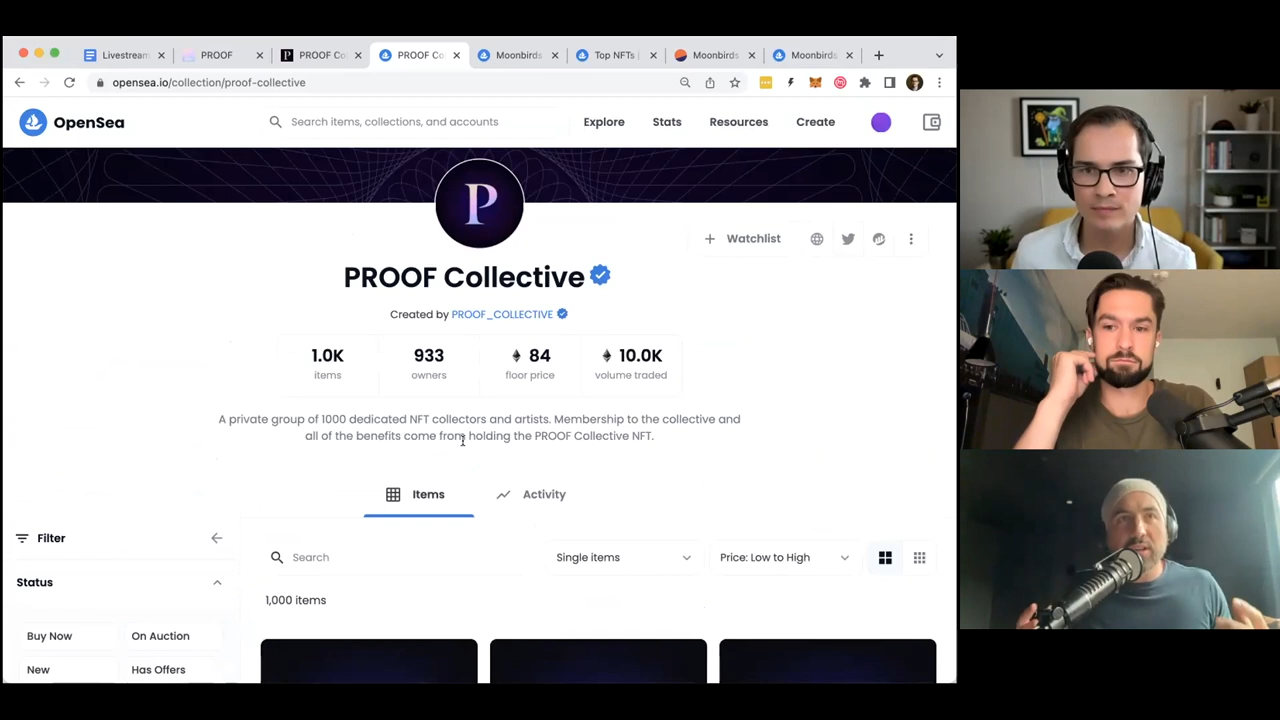 Livestream
PROOF
PROOF Co
PROOF Co
Moonbirds
Top NFTs
Moonbirds
Moonbirds
opensea.io/collection/proof-collective
OpenSea
Search items, collections, and accounts
Explore
Stats
Resources
Create
P
Watchlist
PROOF Collective
Created by PROOF_COLLECTIVE
1.0K
933
84
10.0K
items
owners
floor price
volume traded
A private group of 1000 dedicated NFT collectors and artists. Membership to the collective and
all of the benefits come from holding the PROOF Collective NFT.
Items
Activity
Filter
Search
Single items
Price: Low to High
Status
1,000 items
Buy Now
On Auction
New
Has Offers